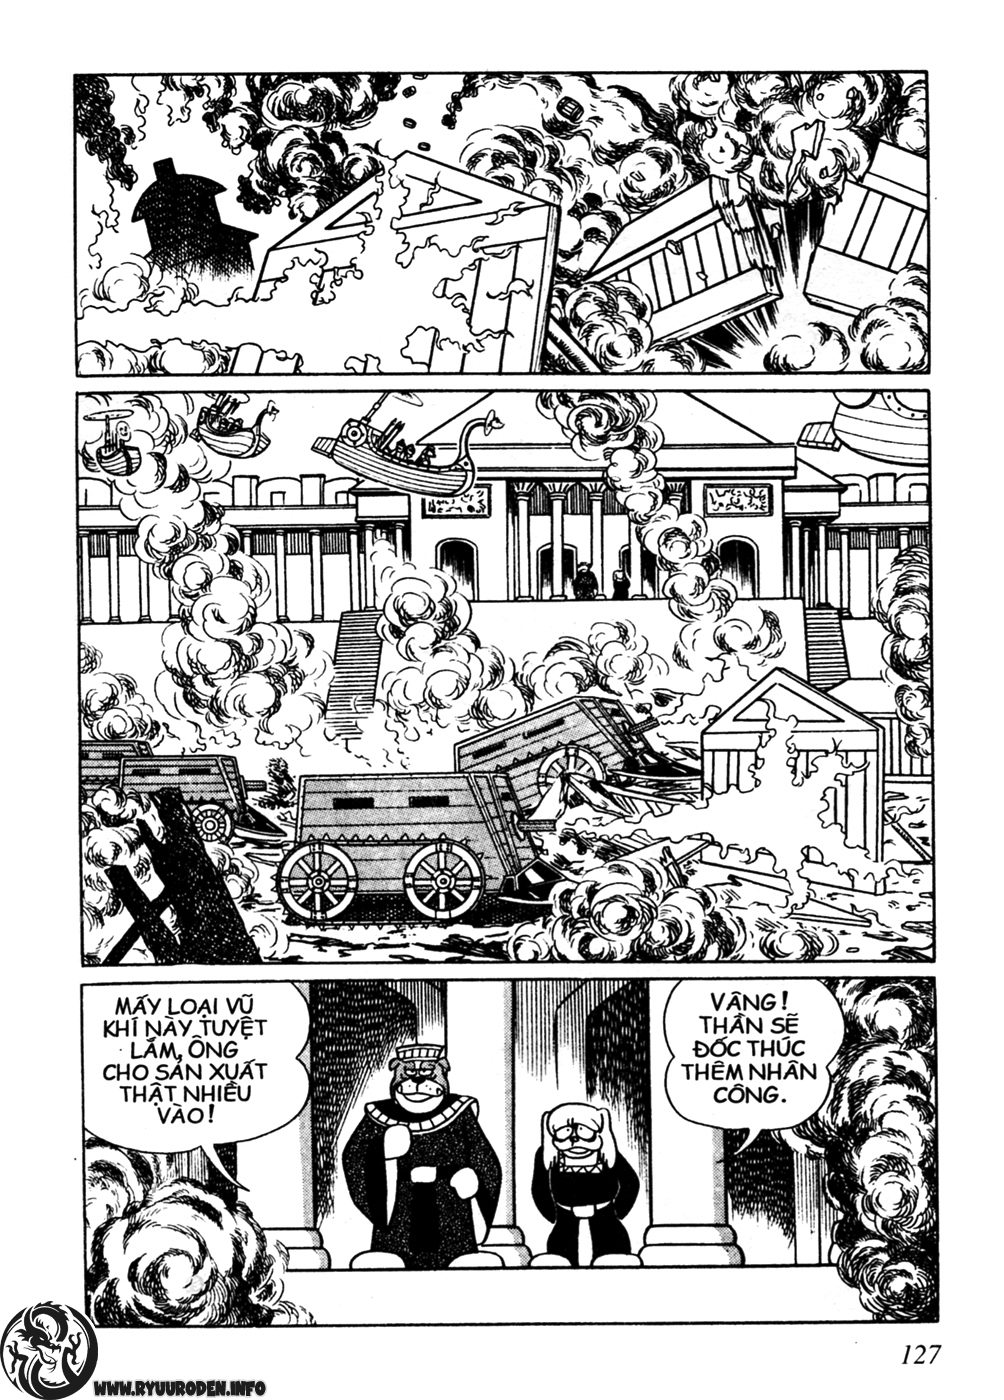 MẤY LOẠI VŨ
KHÍ NÀY TUYỆT
LẮM, ÔNG
CHO SẢN XUẤT
THẬT NHIỀU
VÀO!
VÂNG!
THẦN SẼ
ĐỐC THÚC
THÊM NHÂN
CÔNG.
127
WWW.RYUURODEN.INFO